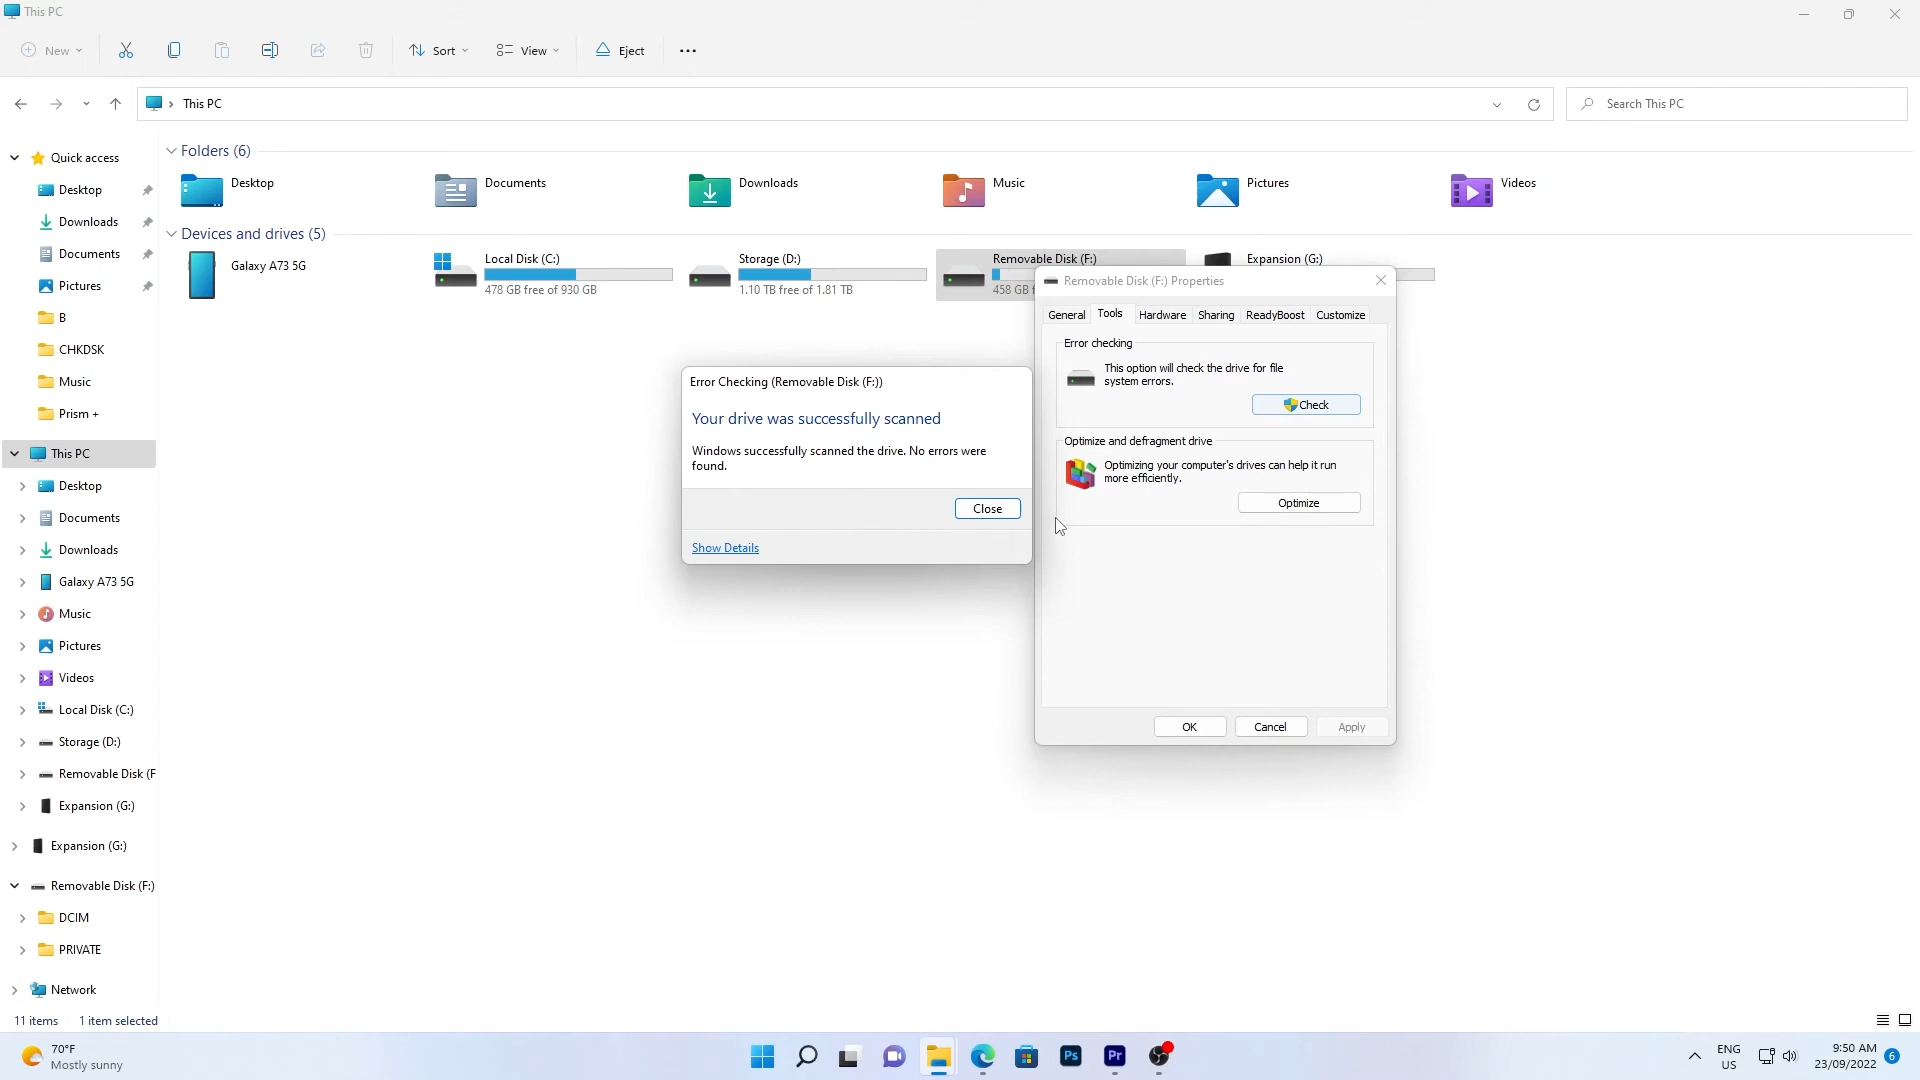 This PC
New
Sort
View
Eject
This PC
Search This PC
Quick access
Desktop
Downloads
Documents
Pictures
B
CHKDSK
Music
Prism +
This PC
Desktop
Documents
Downloads
Galaxy A73 5G
Music
Pictures
Videos
Local Disk (C:)
Storage (D:)
Removable Disk (F
Expansion (G:)
Expansion (G:)
Removable Disk (F:)
DCIM
PRIVATE
Network
Folders (6)
Desktop
Documents
Downloads
Music
Pictures
Videos
Devices and drives (5)
Galaxy A73 5G
Local Disk (C:)
478 GB free of 930 GB
Storage (D:)
1.10 TB free of 1.81 TB
Removable Disk (F:)
458 GB f
Expansion (G:)
Error Checking (Removable Disk (F:))
Your drive was successfully scanned
Windows successfully scanned the drive. No errors were
found.
Close
Show Details
Removable Disk (F:) Properties
General Tools Hardware Sharing ReadyBoost Customize
Error checking
This option will check the drive for file
system errors.
Check
Optimize and defragment drive
Optimizing your computer's drives can help it run
more efficiently.
Optimize
OK Cancel Apply
11 items 1 item selected
70°F
Mostly sunny
Ps
Pr
ENG
US
9:50 AM
23/09/2022
6